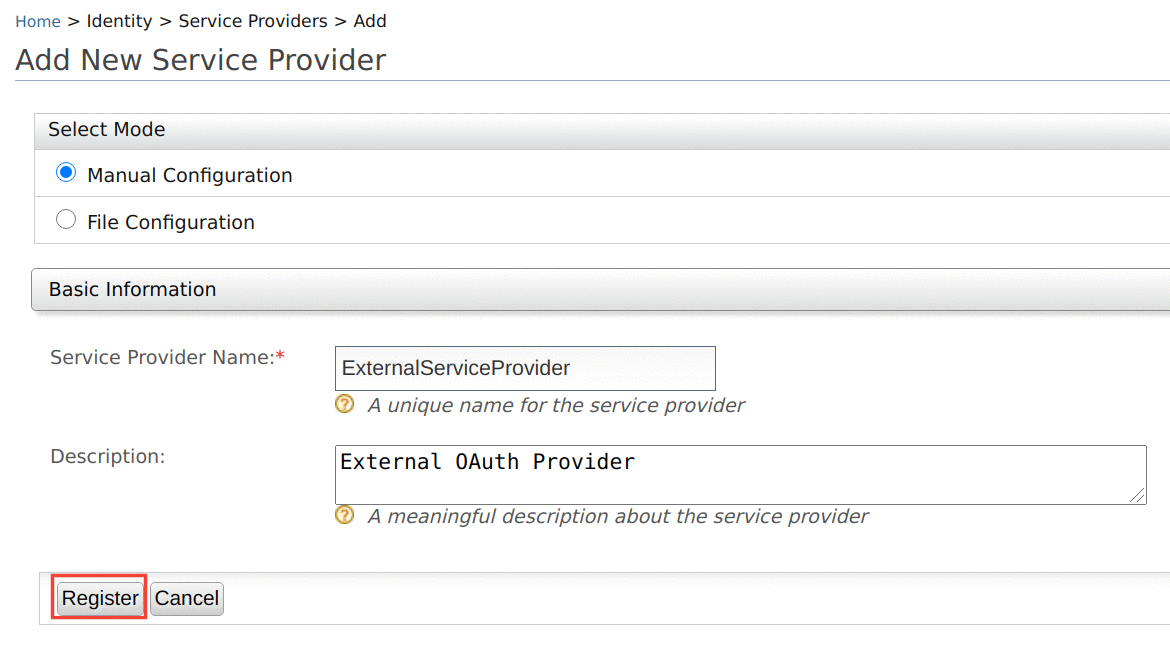 Home > Identity > Service Providers > Add
Add New Service Provider
Select Mode
Manual Configuration
File Configuration
Basic Information
Service Provider Name:* ExternalServiceProvider
? A unique name for the service provider
Description: External OAuth Provider
? A meaningful description about the service provider
Register Cancel